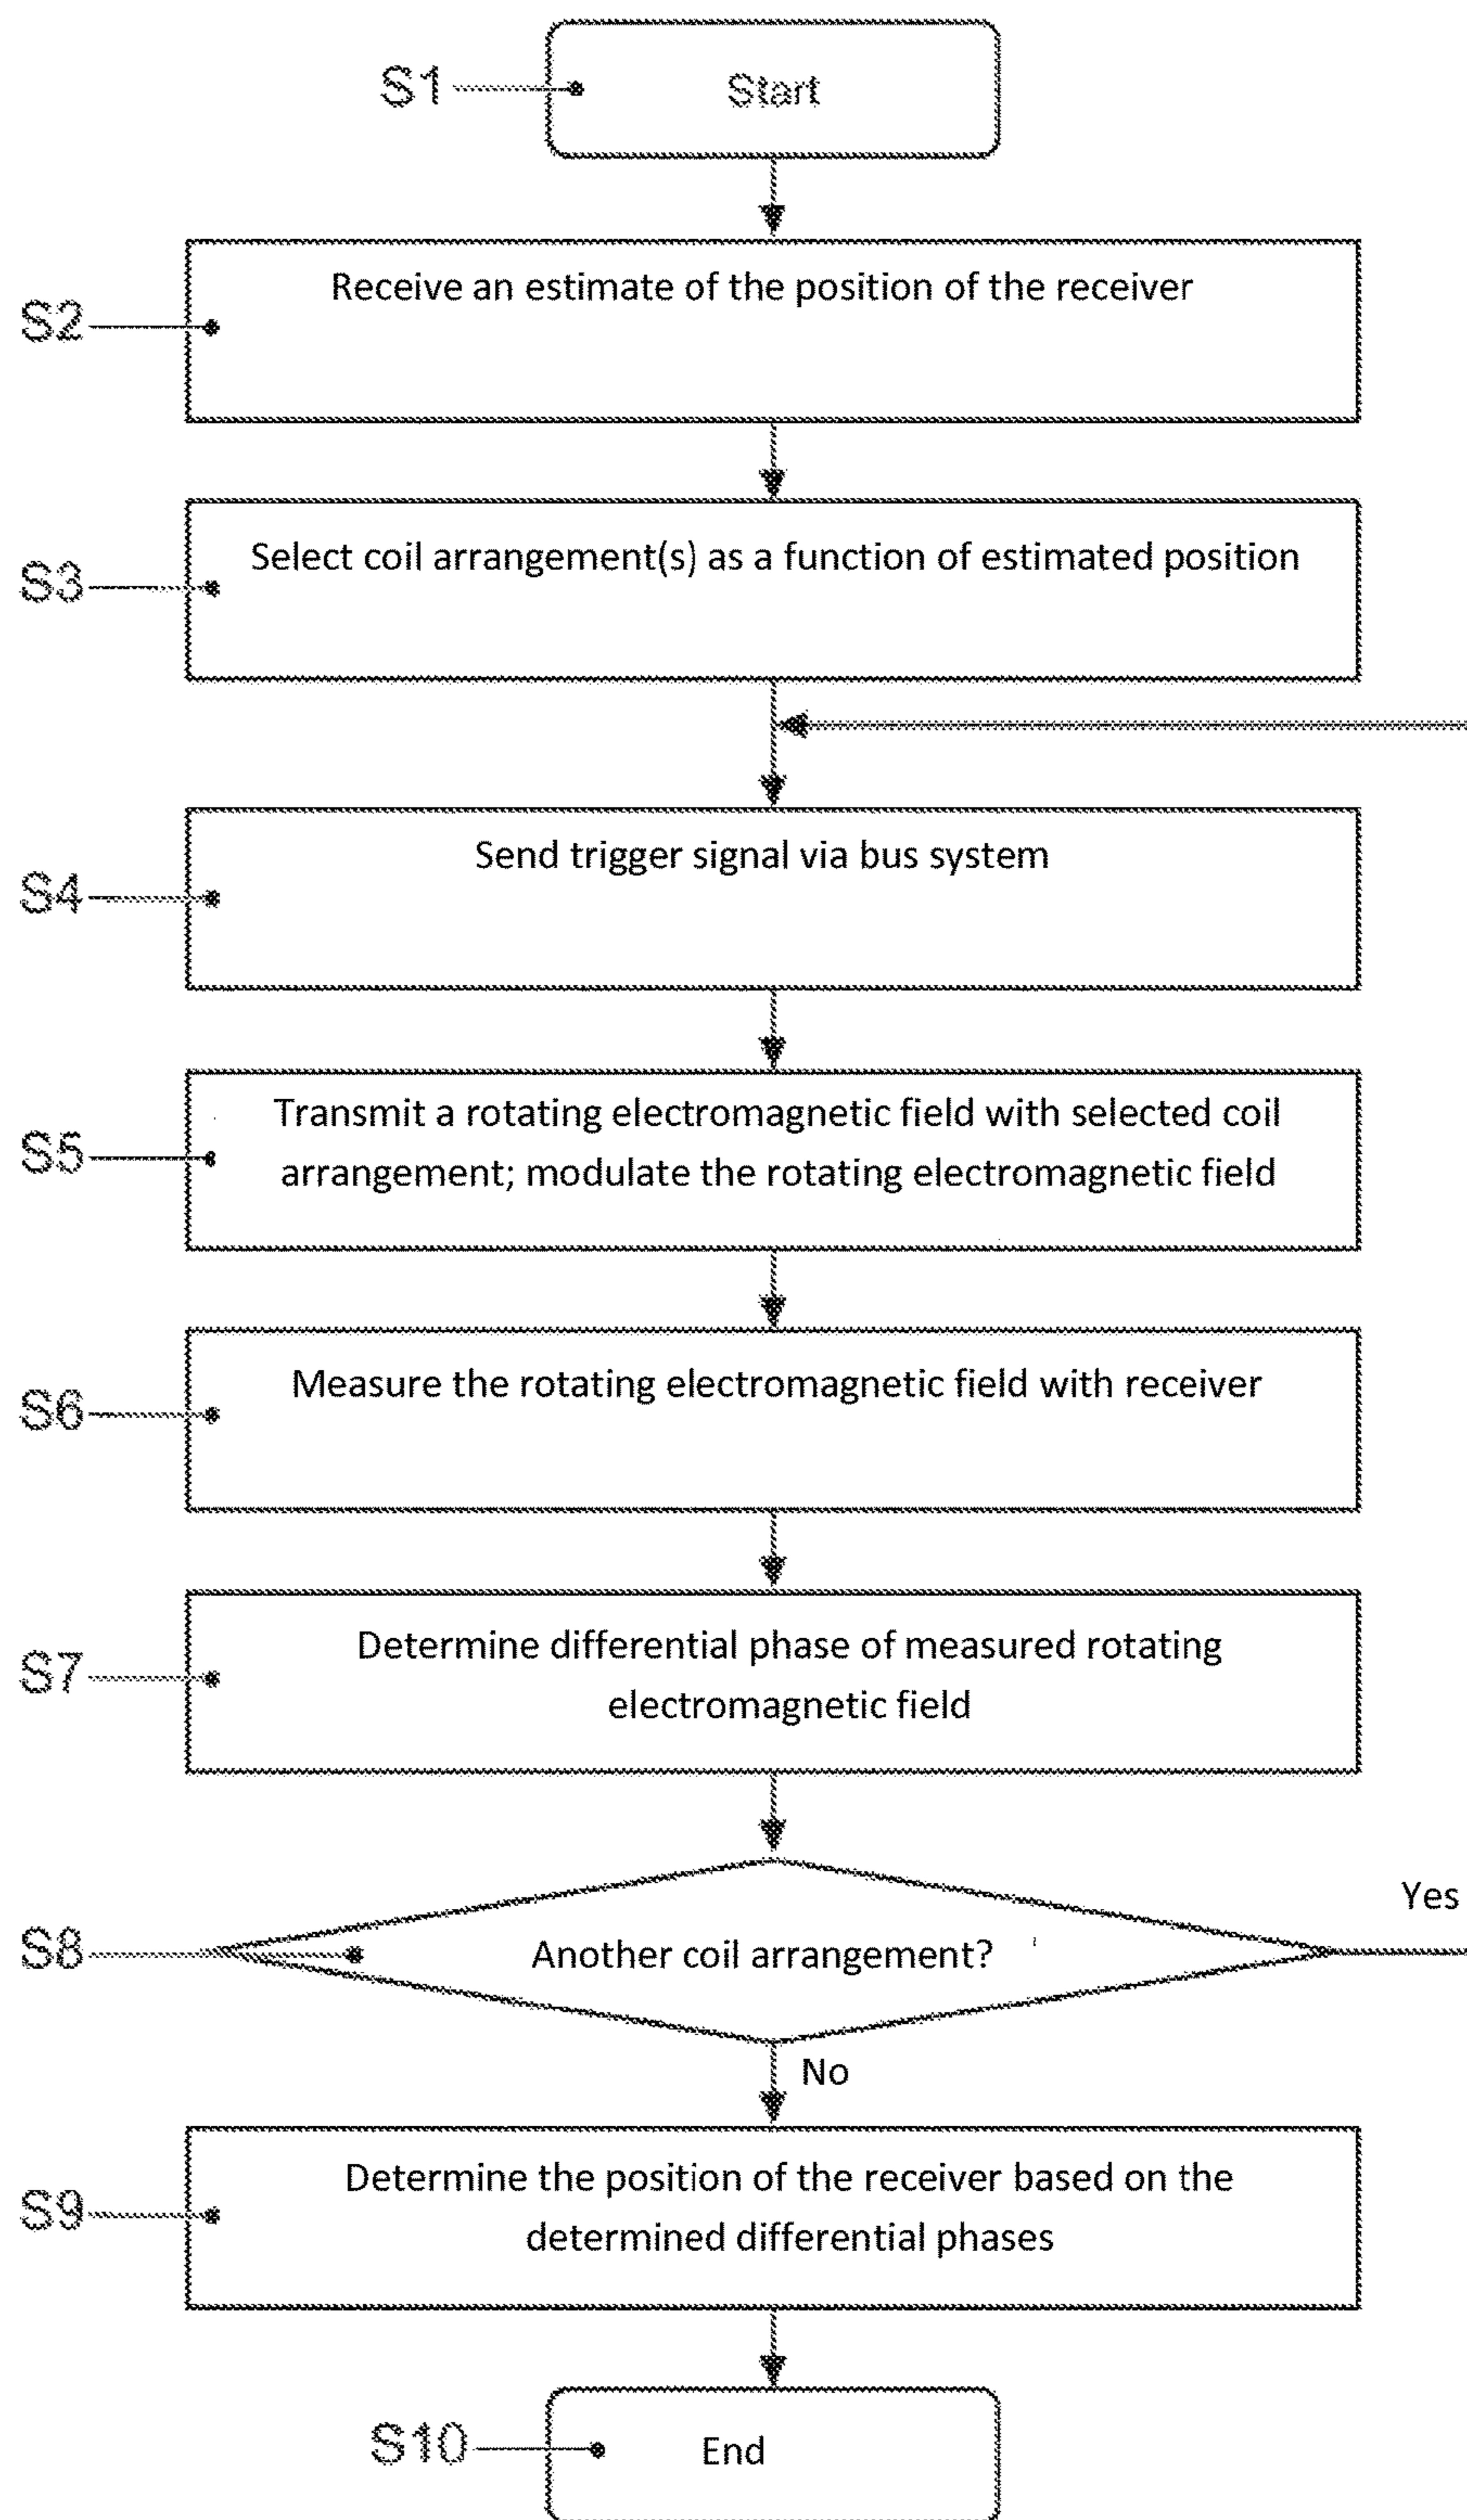 S1
Start
S2
Receive an estimate of the position of the receiver
S3
Select coil arrangement(s) as a function of estimated position
S4
Send trigger signal via bus system
S5
Transmit a rotating electromagnetic field with selected coil
arrangement; modulate the rotating electromagnetic field
S6
Measure the rotating electromagnetic field with receiver
S7
Determine differential phase of measured rotating
electromagnetic field
Yes
S8
Another coil arrangement?
No
S9
Determine the position of the receiver based on the
determined differential phases
S10
End